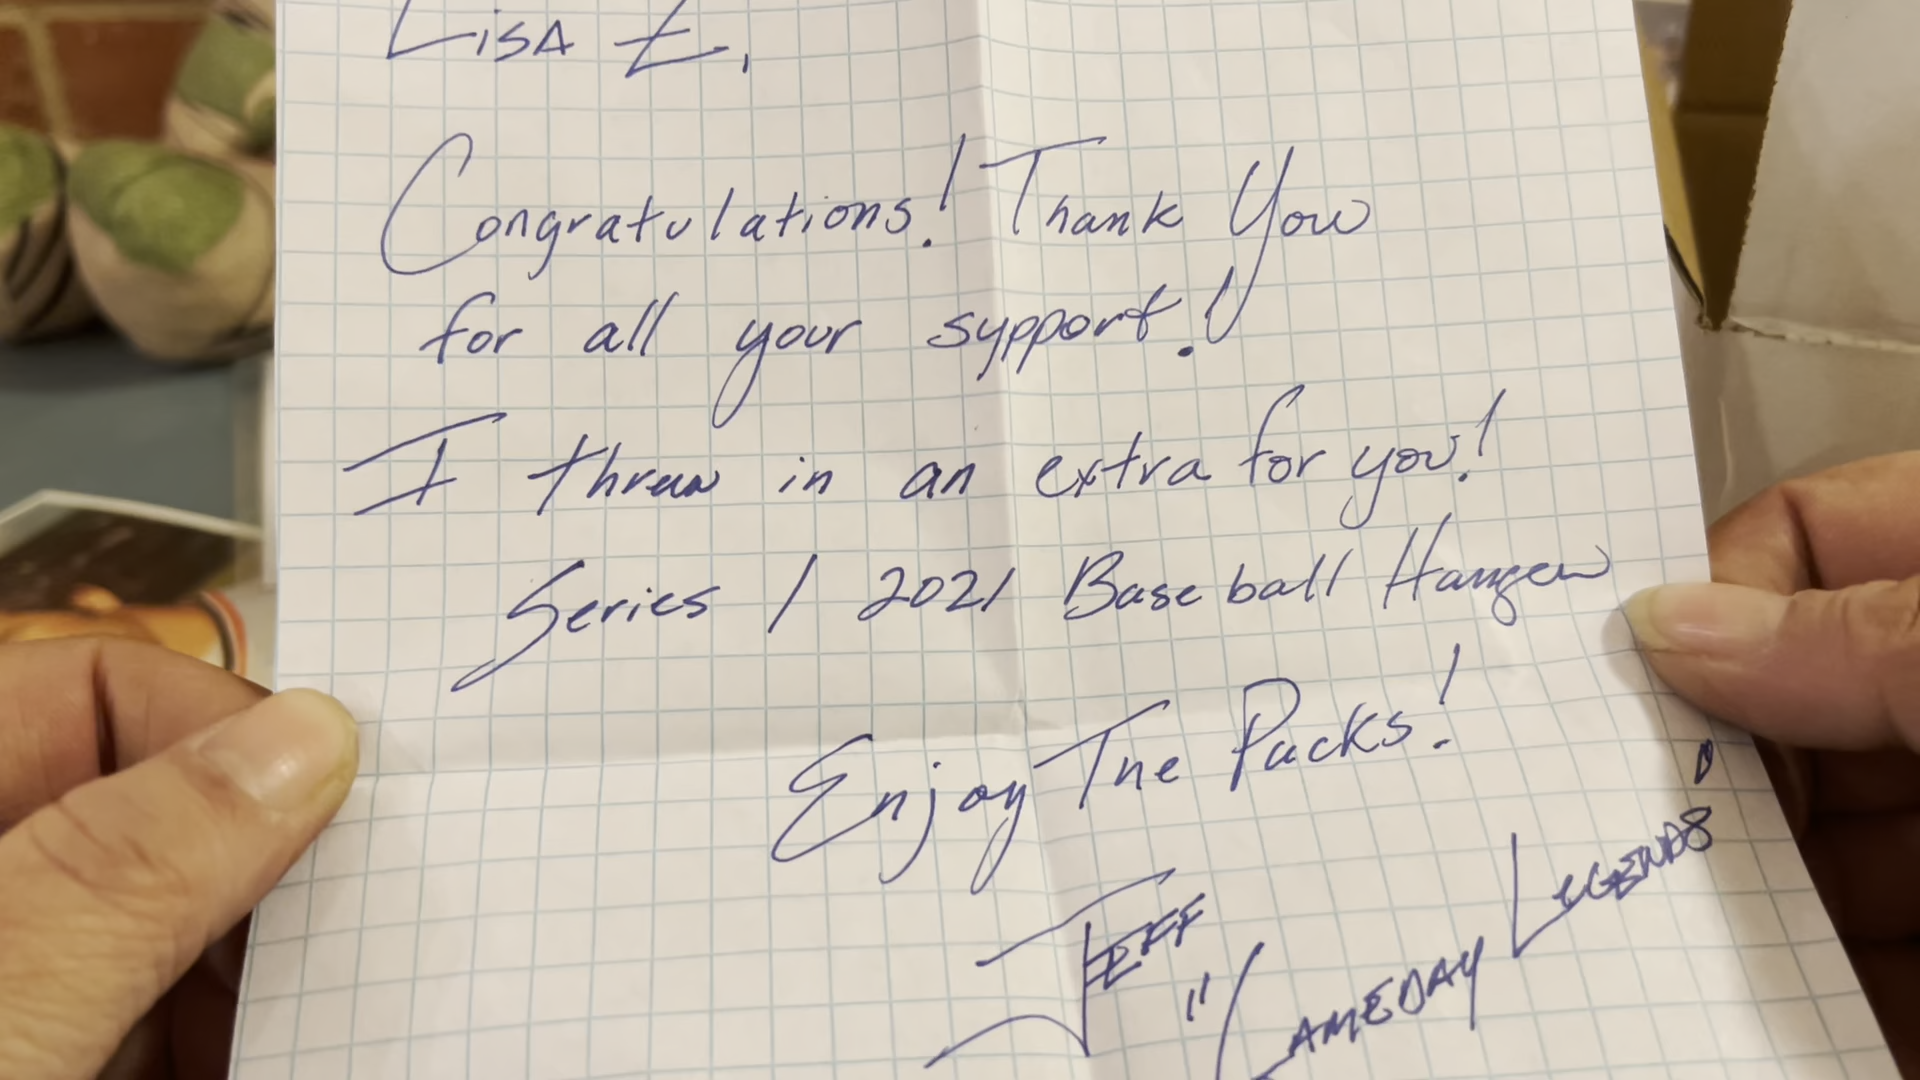 Lisa Z,
Congratulations! Thank You
for all your support!
I threw in an extra for you!
Series 1 2021 Baseball Hanger
Enjoy The Packs!
Jeff
"Gameday Legends"